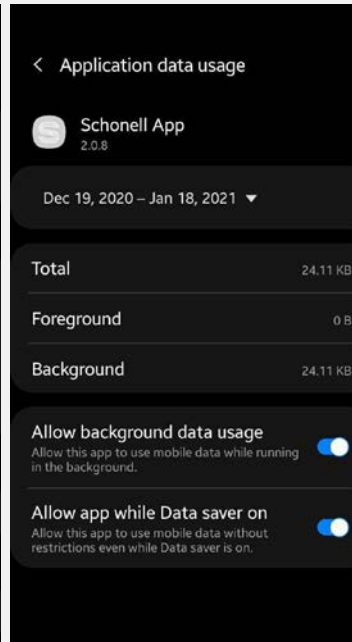 Application data usage
Schonell App
2.0.8
Dec 19, 2020 – Jan 18, 2021
Total
24.11 KB
Foreground
0 B
Background
24.11 KB
Allow background data usage
Allow this app to use mobile data while running
in the background.
Allow app while Data saver on
Allow this app to use mobile data without
restrictions even while Data saver is on.